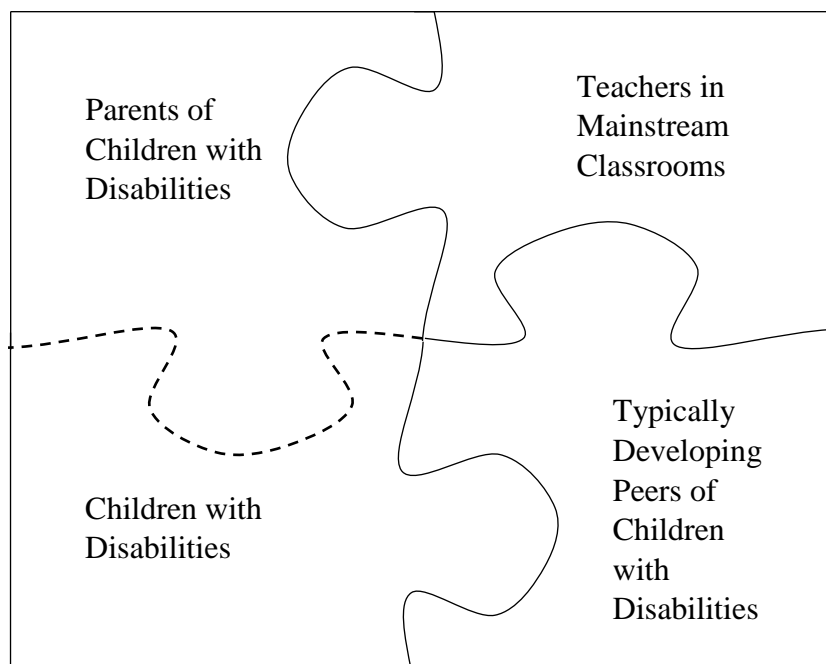 Parents of
Children with
Disabilities
Teachers in
Mainstream
Classrooms
Children with
Disabilities
Typically
Developing
Peers of
Children
with
Disabilities